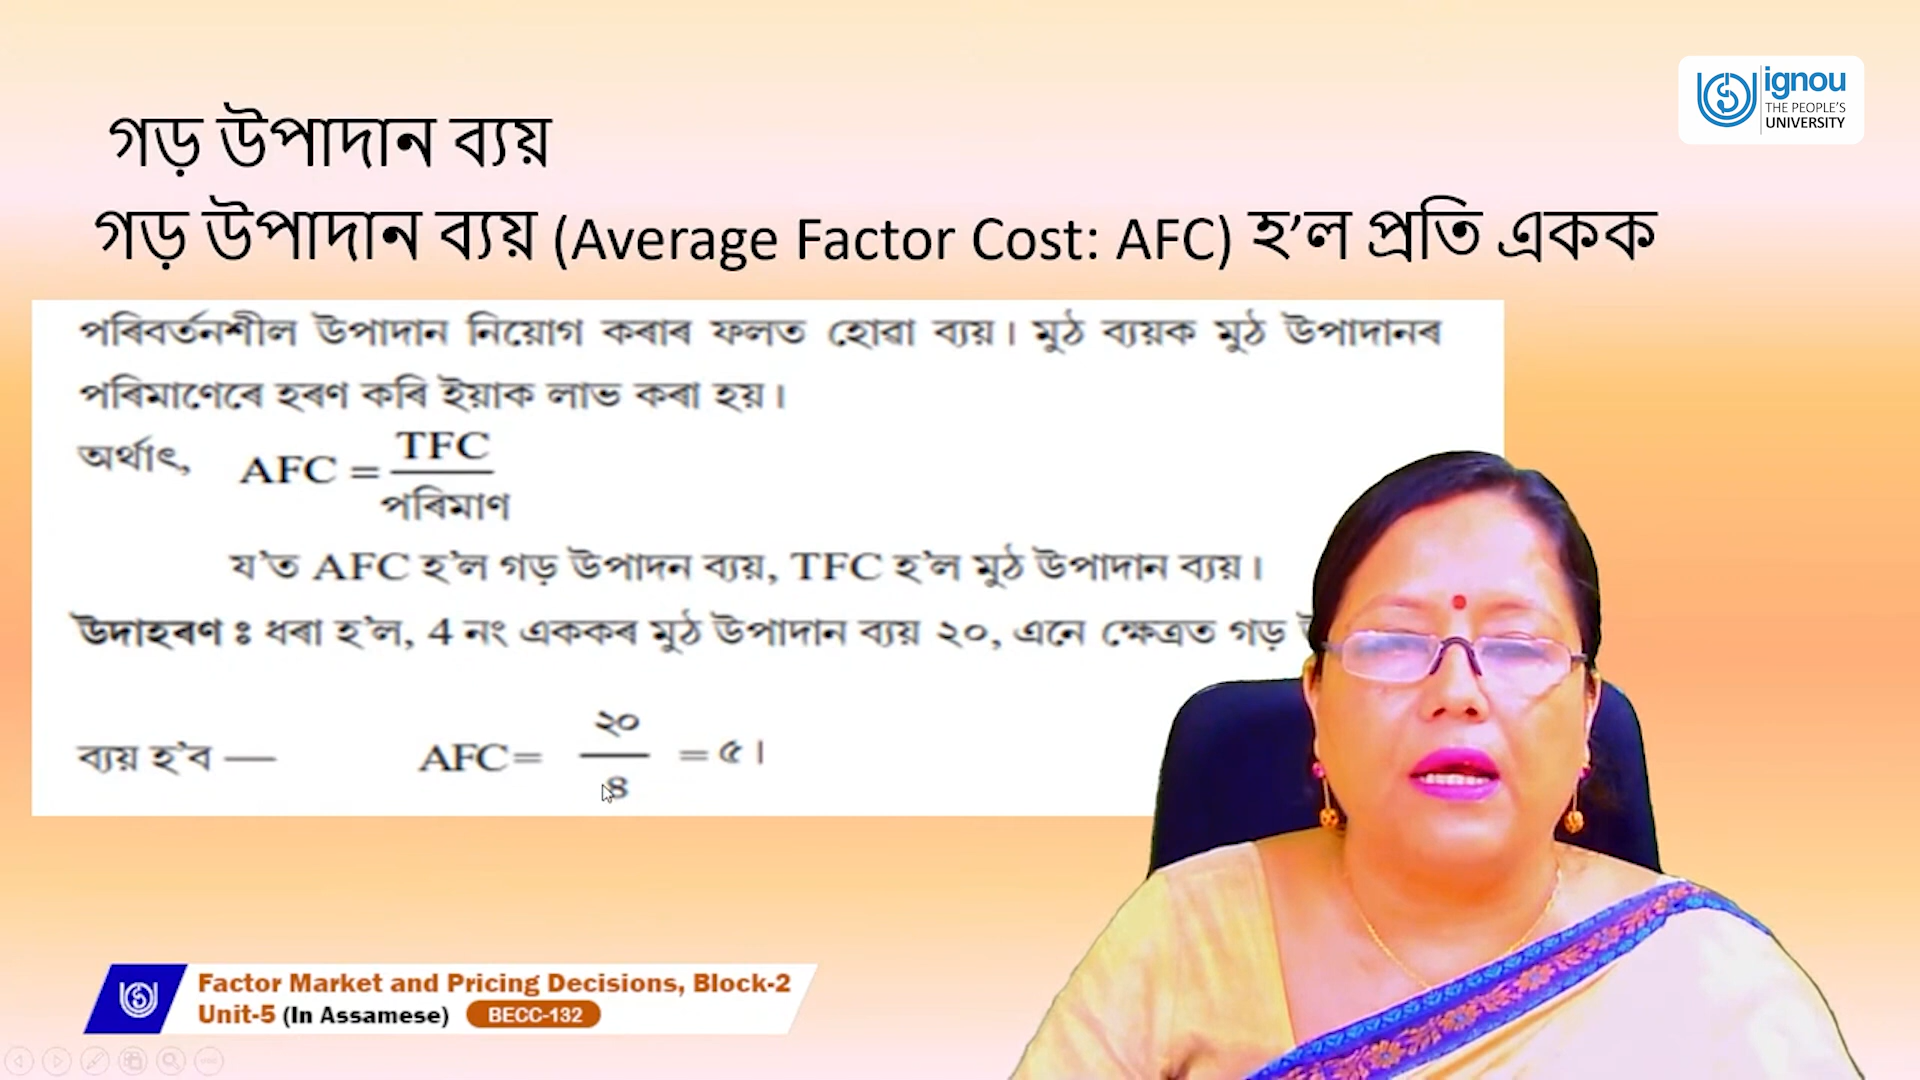 ignou
THE PEOPLE'S
UNIVERSITY
গড় উপাদান ব্যয়
গড় উপাদান ব্যয় (Average Factor Cost: AFC) হ’ল প্ৰতি একক
পৰিবৰ্তনশীল উপাদান নিয়োগ কৰাৰ ফলত হোৱা ব্যয়। মুঠ ব্যয়ক মুঠ উপাদানৰ
পৰিমাণেৰে হৰণ কৰি ইয়াক লাভ কৰা হয়।
অৰ্থাৎ, AFC = TFC
পৰিমাণ
য’ত AFC হ’ল গড় উপাদন ব্যয়, TFC হ’ল মুঠ উপাদান ব্যয়।
উদাহৰণ ঃ ধৰা হ’ল, 4 নং এককৰ মুঠ উপাদান ব্যয় ২০, এনে ক্ষেত্ৰত গড়
ব্যয় হ’ব — AFC= ২০
৪
= ৫।
Factor Market and Pricing Decisions, Block-2
Unit-5 (In Assamese) BECC-132